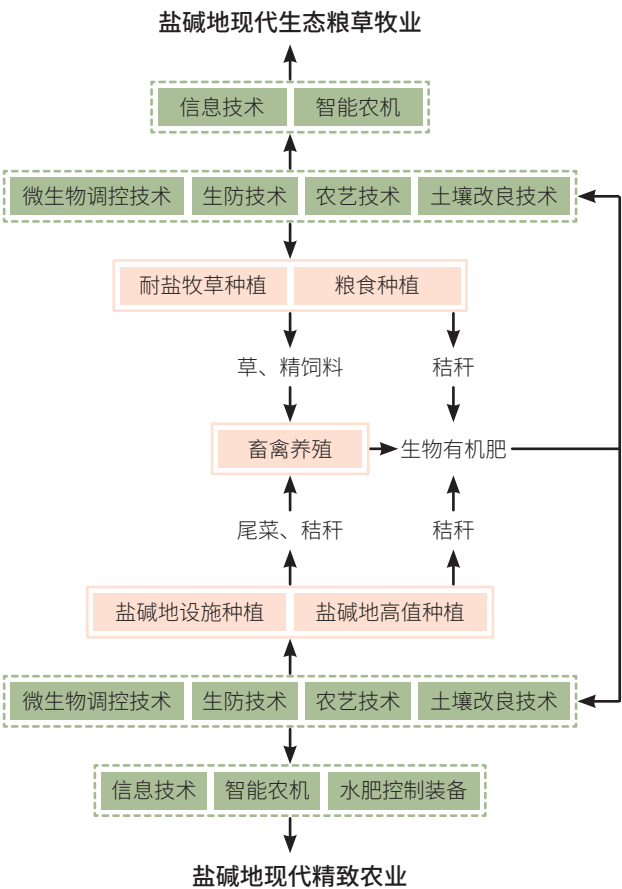 盐碱地现代生态粮草牧业
信息技术 智能农机
微生物调控技术 生防技术 农艺技术 土壤改良技术
耐盐牧草种植 粮食种植
草、精饲料 秸秆
畜禽养殖 生物有机肥
尾菜、秸秆 秸秆
盐碱地设施种植 盐碱地高值种植
微生物调控技术 生防技术 农艺技术 土壤改良技术
信息技术 智能农机 水肥控制装备
盐碱地现代精致农业